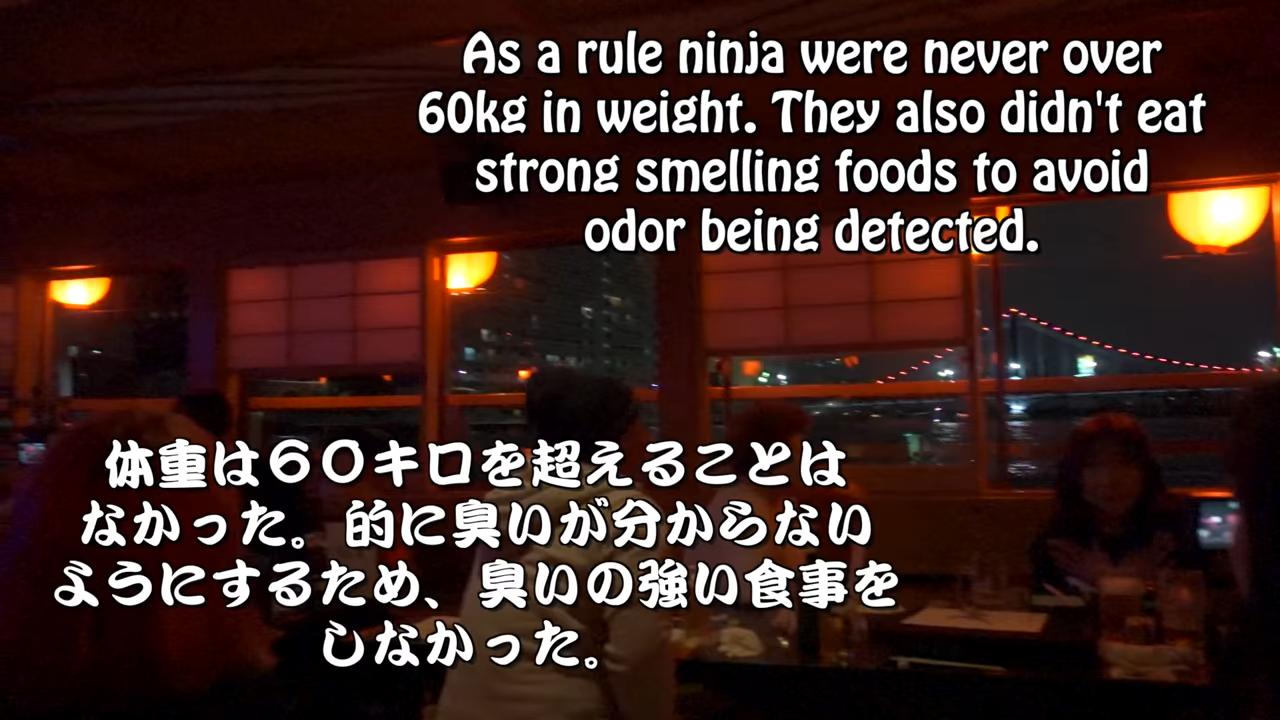 As a rule ninja were never over
60kg in weight. They also didn't eat
strong smelling foods to avoid
odor being detected.
体重は６０キロを超えることは
なかった。的に臭いが分からない
ようにするため、臭いの強い食事を
しなかった。